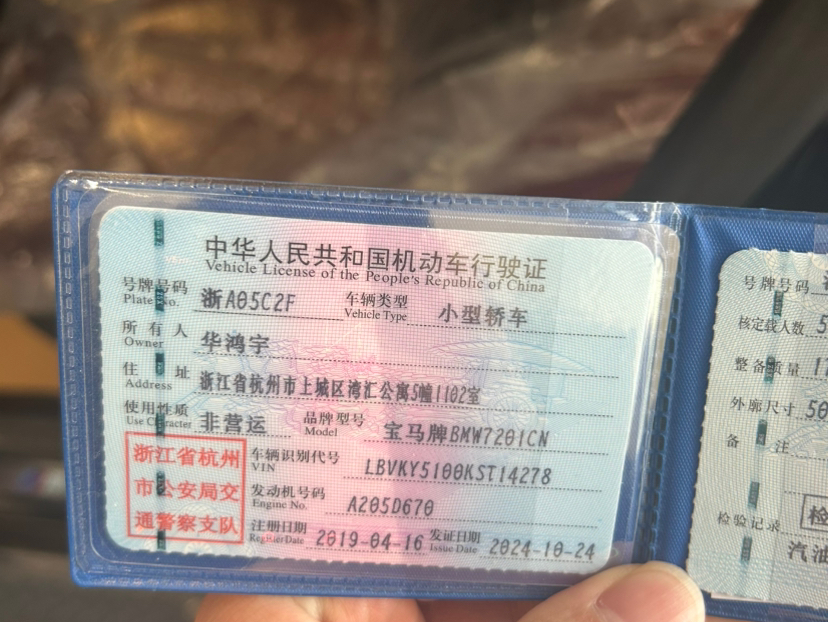 中华人民共和国机动车行驶证
Vehicle License of the People's Republic of China
号牌号码 浙A05C2F 车辆类型 小型轿车
Plate No. Vehicle Type
所有人 华鸿宇
Owner
住址 浙江省杭州市上城区湾汇公寓5幢1102室
Address
使用性质 非营运 品牌型号 宝马牌BMW7201CN
Use Character Model
浙江省杭州
市公安局交
通警察支队
车辆识别代号 LBVKY5100KST14278
VIN
发动机号码 A205D670
Engine No.
注册日期 2019-04-16 发证日期 2024-10-24
Register Date Issue Date
号牌号码
核定载人数 5
整备质量
外廓尺寸 50
备注
检验记录 检
汽油